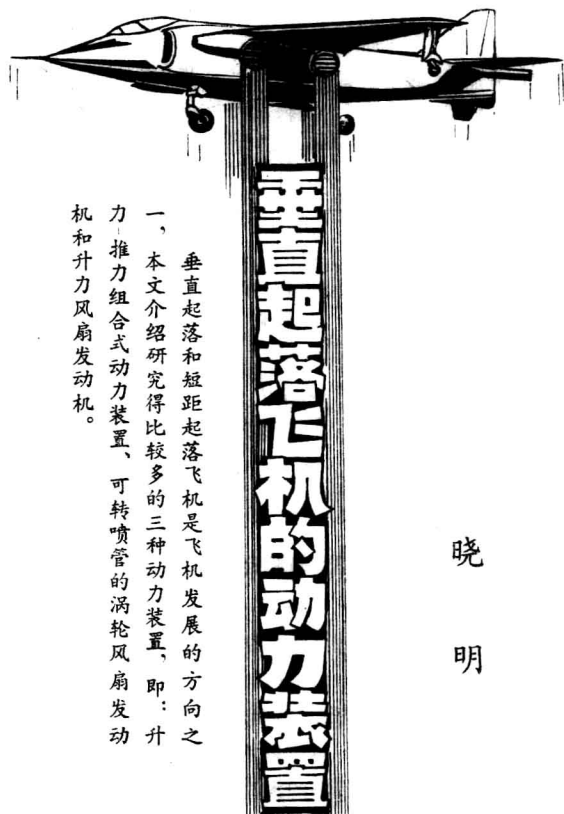 垂直起落飞机的动力装置
晓明
垂直起落和短距起落飞机是飞机发展的方向之
一，本文介绍研究得比较多的三种动力装置，即：升
力-推力组合式动力装置、可转喷管的涡轮风扇发动
机和升力风扇发动机。